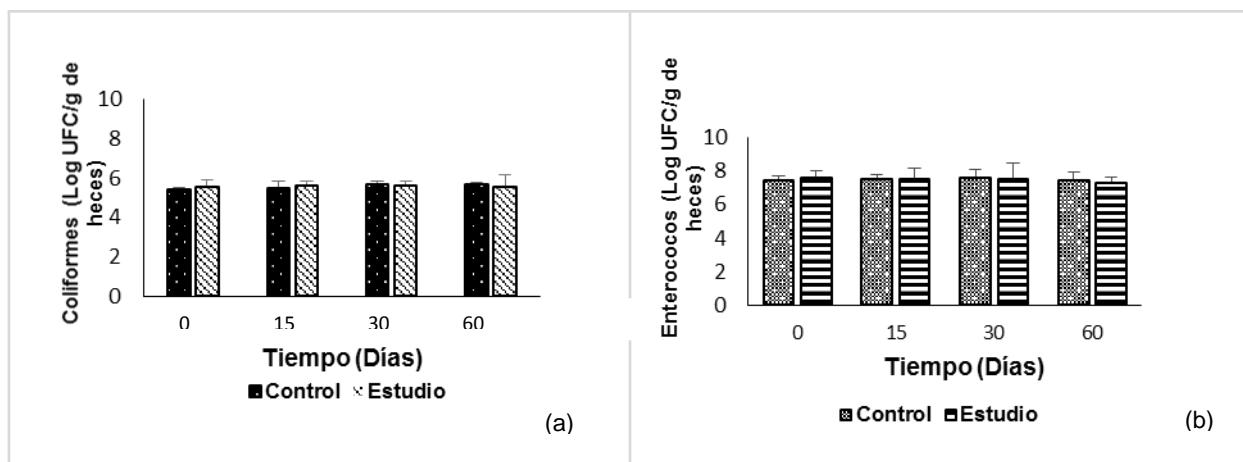 Coliformes (Log UFC/g de
heces)
10
8
6
4
2
0
0 15 30 60
Tiempo (Días)
Control Estudio
(a)
Enterococos (Log UFC/g de
heces)
10
8
6
4
2
0
0 15 30 60
Tiempo (Días)
Control Estudio
(b)